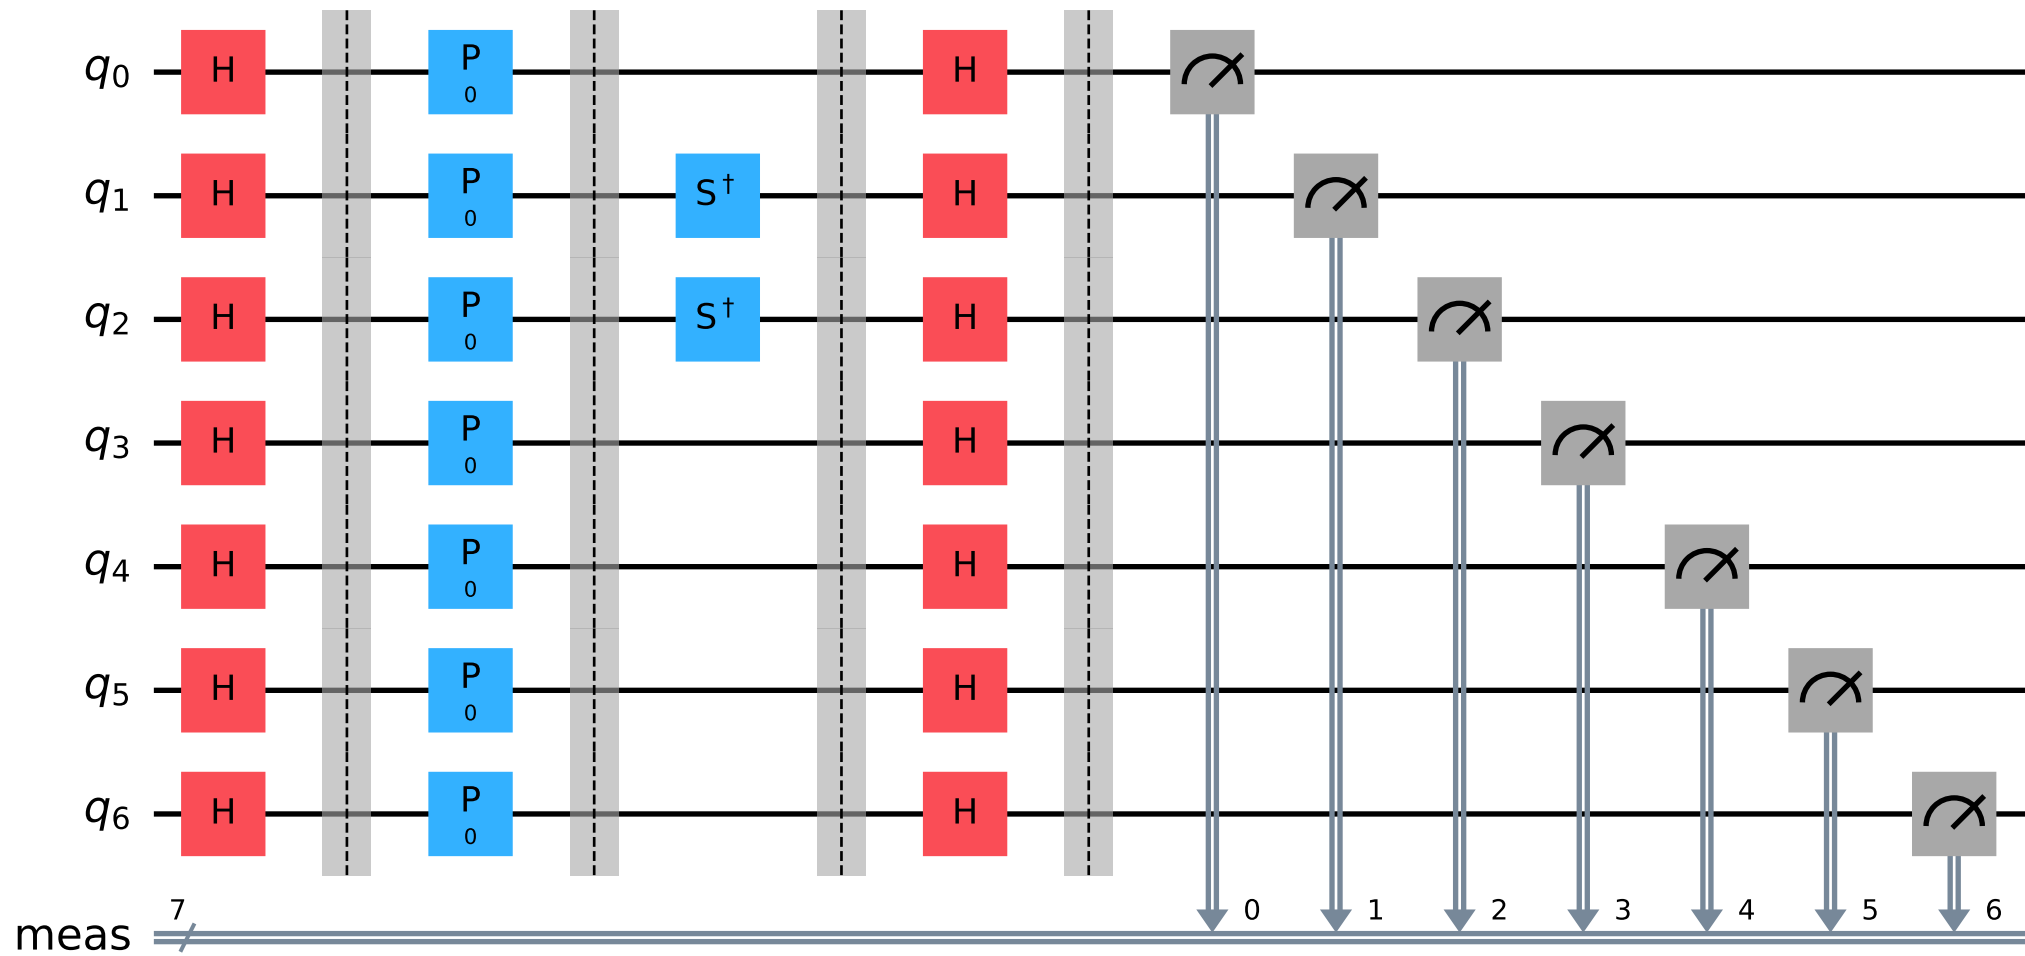 q0 H P 0 H
q1 H P 0 S† H
q2 H P 0 S† H
q3 H P 0 H
q4 H P 0 H
q5 H P 0 H
q6 H P 0 H
7 0 1 2 3 4 5 6
meas